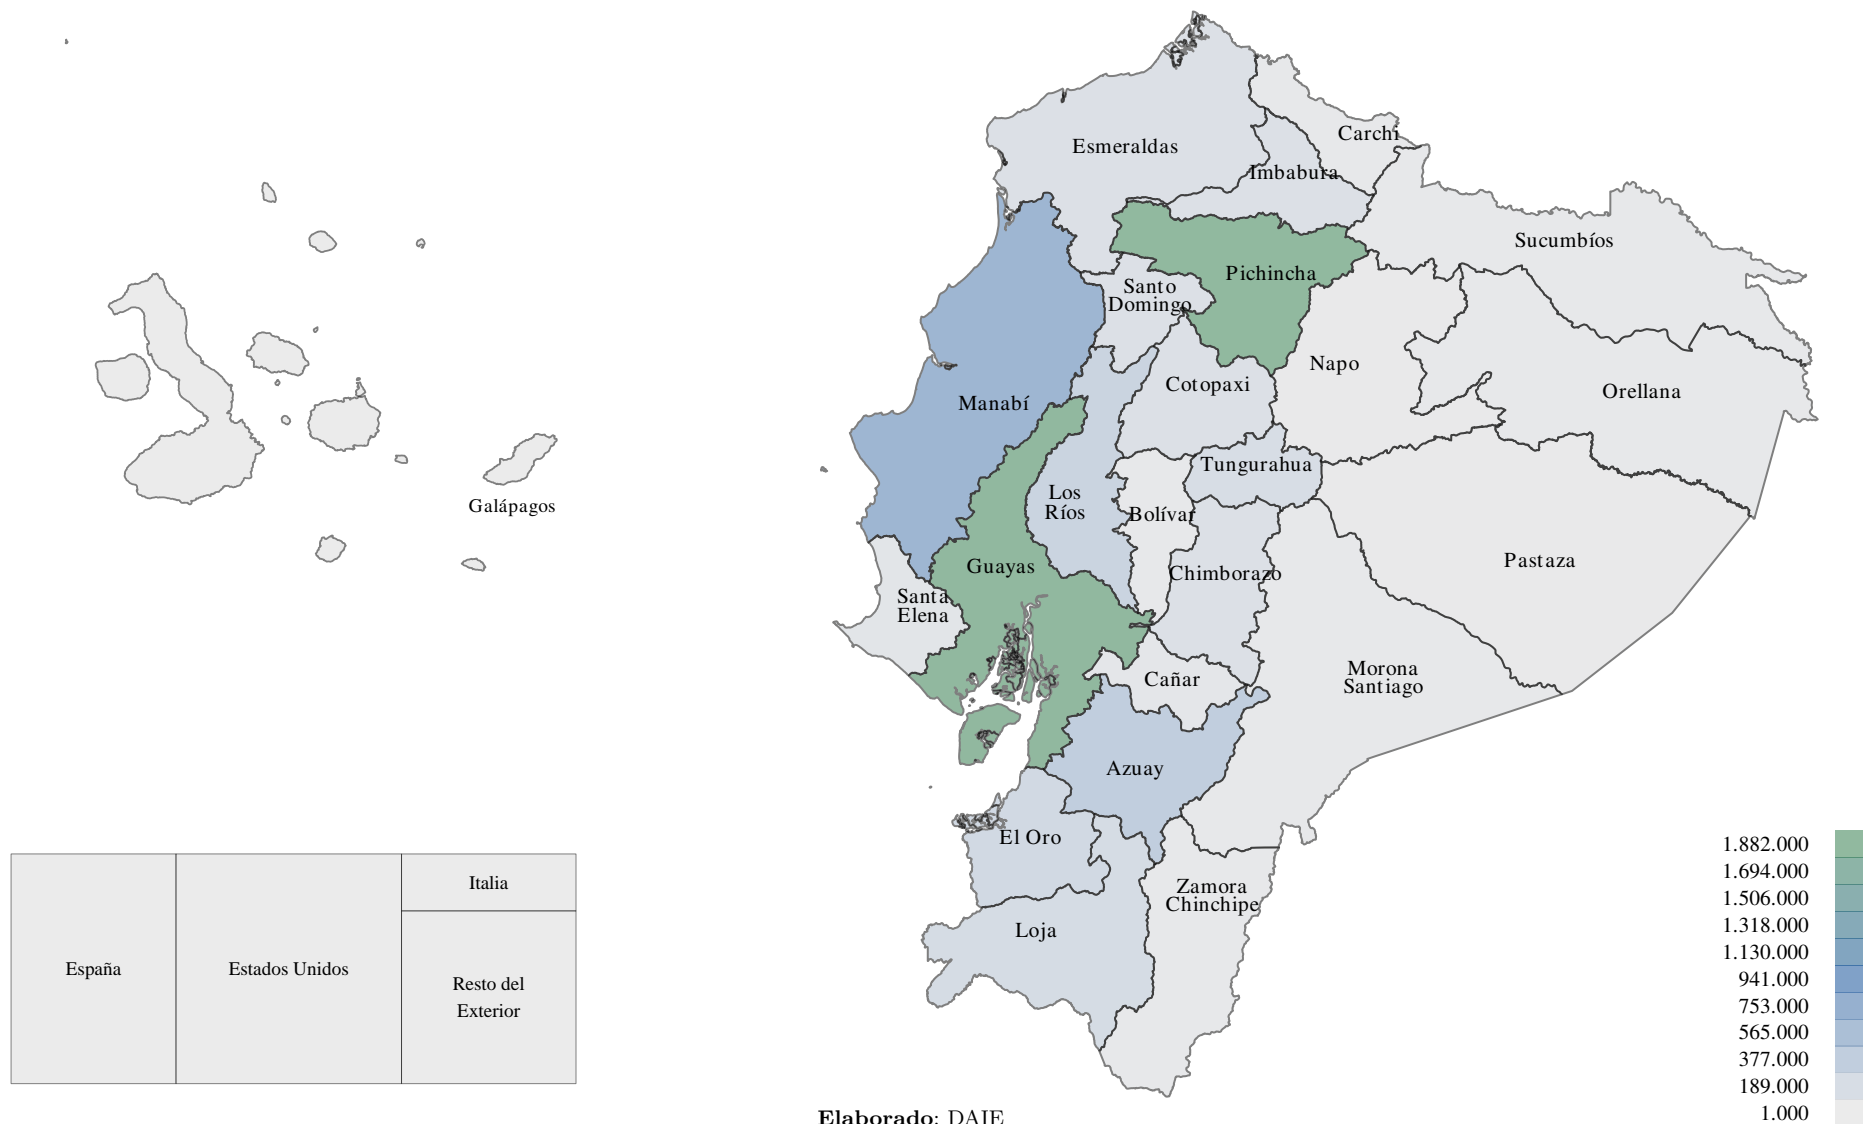 Carchi
Esmeraldas
Imbabura
Sucumbíos
Pichincha
Santo
Domingo
Napo
Cotopaxi
Orellana
Manabí
Tungurahua
Los
Ríos
Galápagos
Bolívar
Pastaza
Guayas
Chimborazo
Santa
Elena
Morona
Santiago
Cañar
Azuay
El Oro
Zamora
Chinchipe
Loja
Italia
España
Estados Unidos
Resto del
Exterior
1.882.000
1.694.000
1.506.000
1.318.000
1.130.000
941.000
753.000
565.000
377.000
189.000
1.000
Elaborado: DAIE